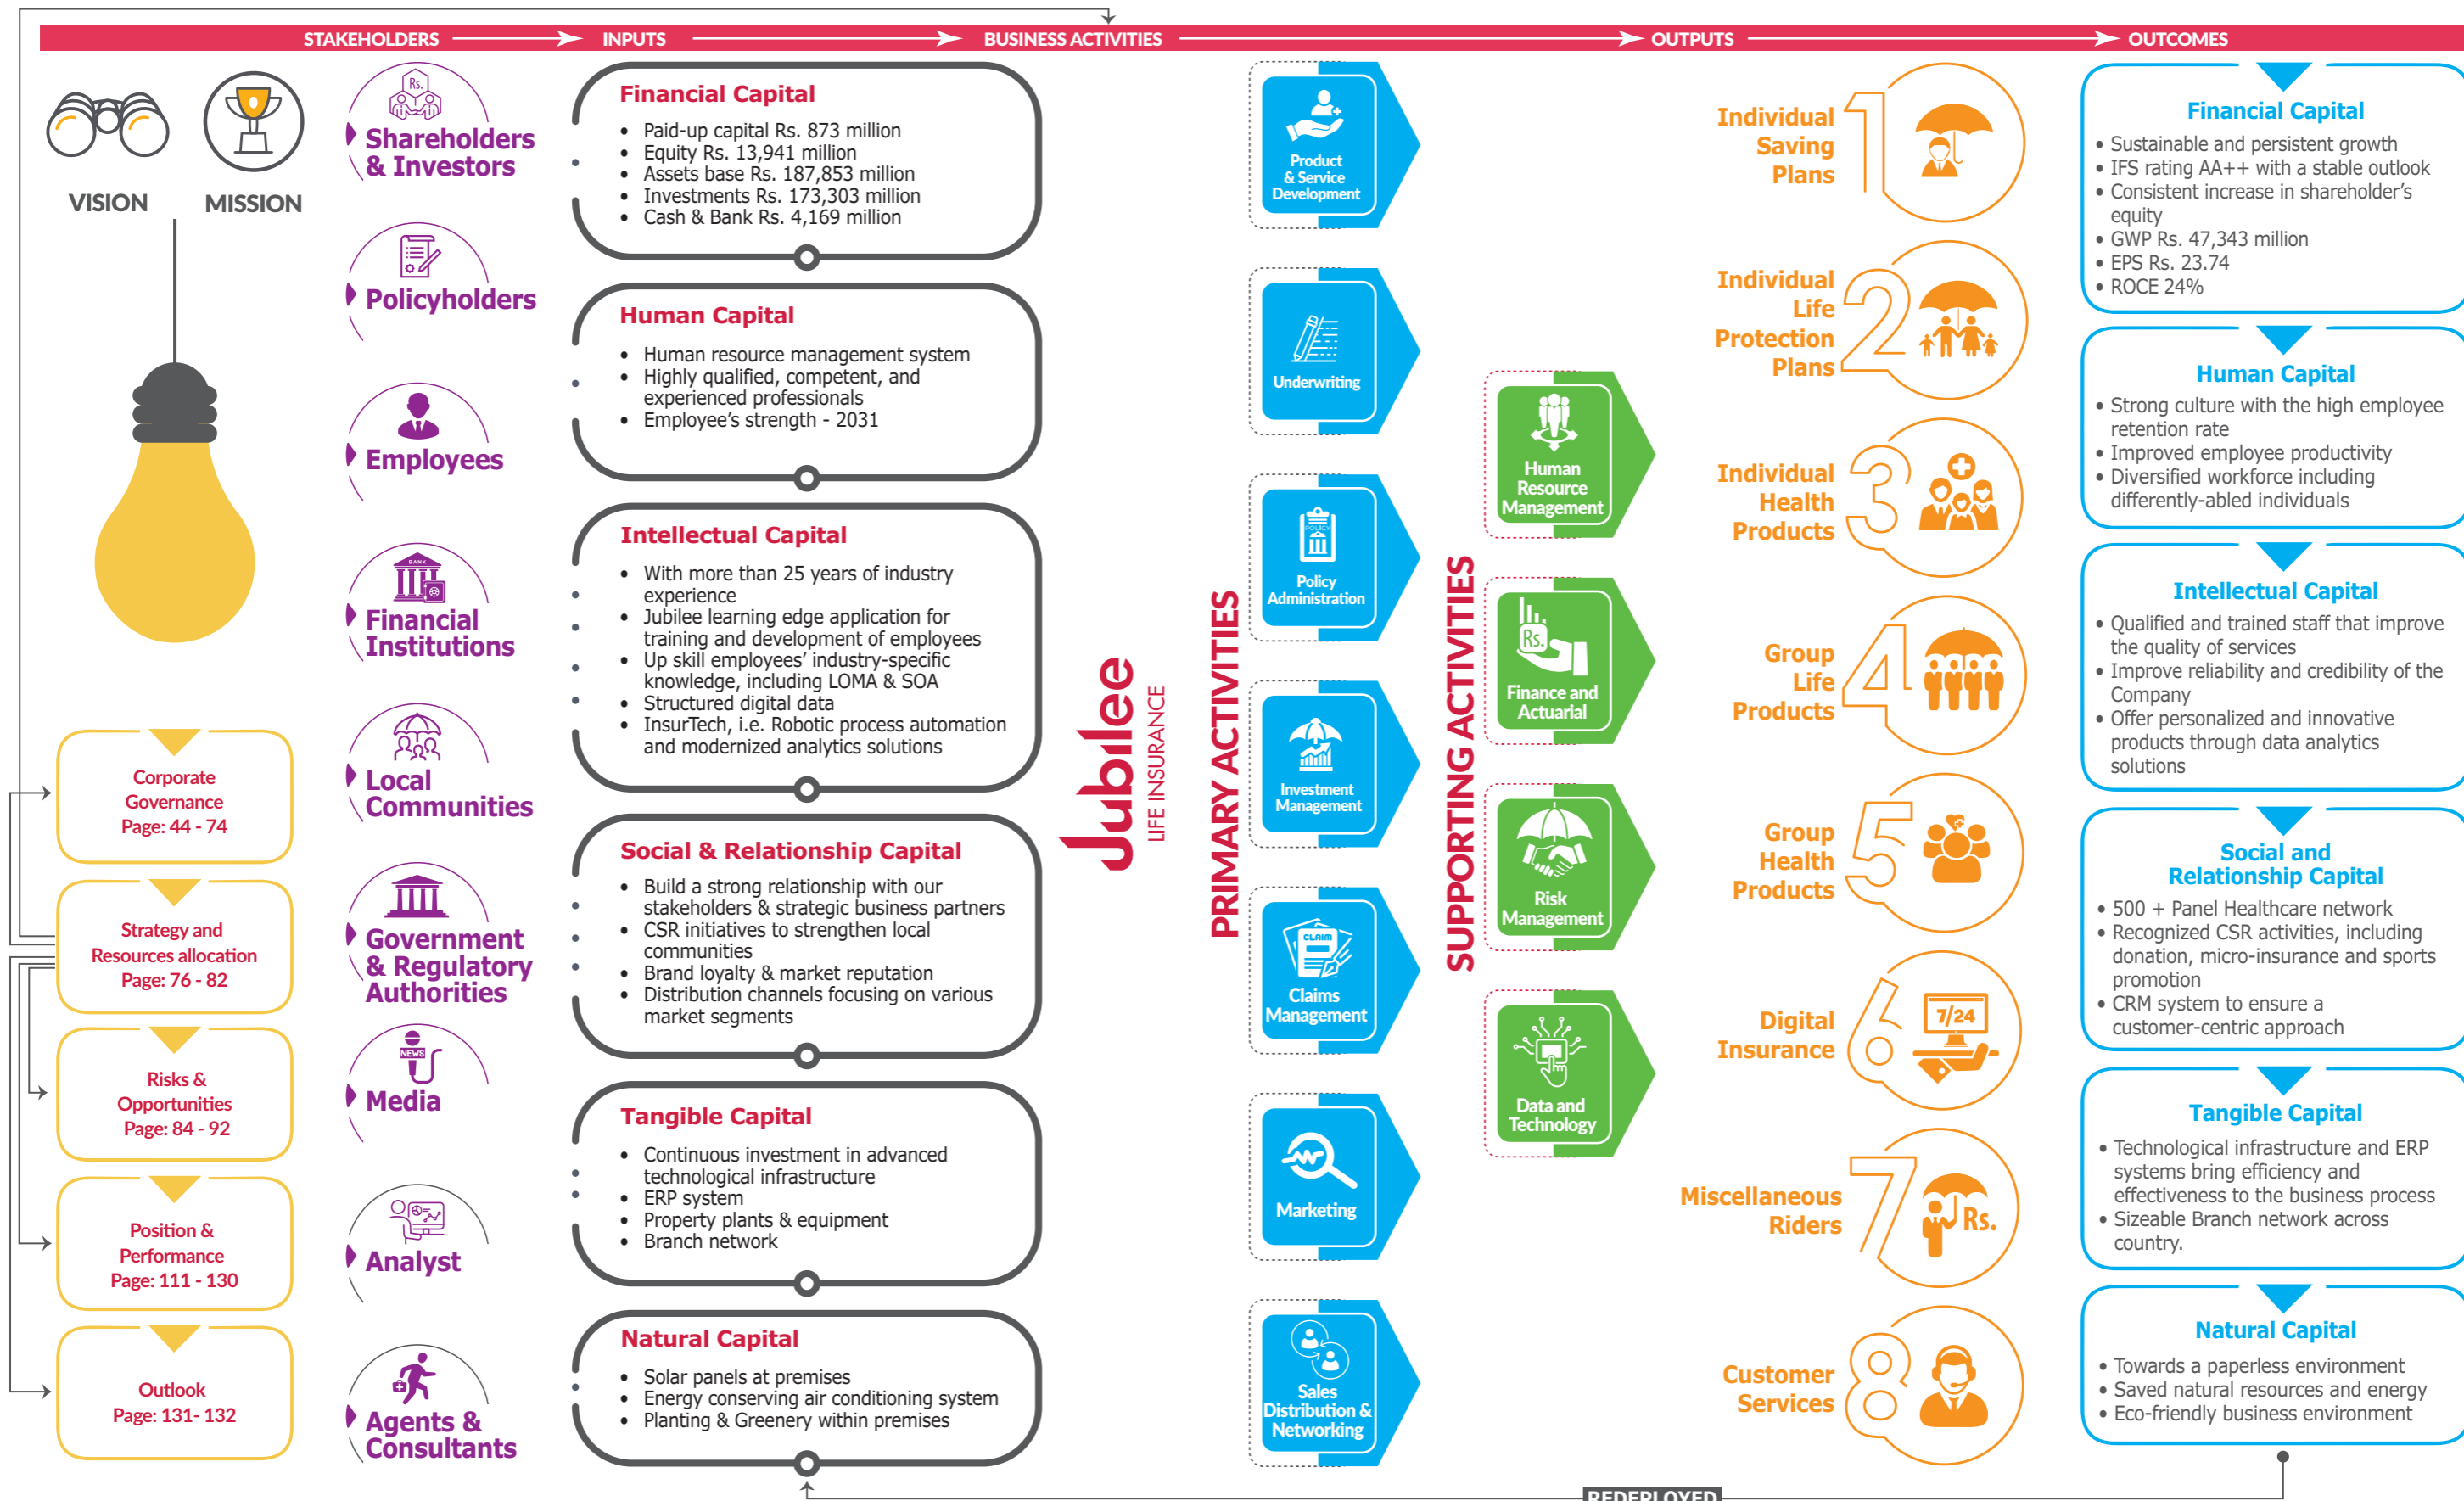 STAKEHOLDERS
INPUTS
BUSINESS ACTIVITIES
OUTPUTS
OUTCOMES
VISION
MISSION
Corporate
Governance
Page: 44 - 74
Strategy and
Resources allocation
Page: 76 - 82
Risks &
Opportunities
Page: 84 - 92
Position &
Performance
Page: 111 - 130
Outlook
Page: 131- 132
Rs.
Shareholders
& Investors
Policyholders
Employees
BANK
Financial
Institutions
Local
Communities
Government
& Regulatory
Authorities
NEWS
Media
Analyst
Agents &
Consultants
Financial Capital
• Paid-up capital Rs. 873 million
• Equity Rs. 13,941 million
• Assets base Rs. 187,853 million
• Investments Rs. 173,303 million
• Cash & Bank Rs. 4,169 million
Human Capital
• Human resource management system
• Highly qualified, competent, and
experienced professionals
• Employee's strength - 2031
Intellectual Capital
• With more than 25 years of industry
experience
• Jubilee learning edge application for
training and development of employees
• Up skill employees' industry-specific
knowledge, including LOMA & SOA
• Structured digital data
• InsurTech, i.e. Robotic process automation
and modernized analytics solutions
Social & Relationship Capital
• Build a strong relationship with our
stakeholders & strategic business partners
• CSR initiatives to strengthen local
communities
• Brand loyalty & market reputation
• Distribution channels focusing on various
market segments
Tangible Capital
• Continuous investment in advanced
technological infrastructure
• ERP system
• Property plants & equipment
• Branch network
Natural Capital
• Solar panels at premises
• Energy conserving air conditioning system
• Planting & Greenery within premises
Jubilee
LIFE INSURANCE
PRIMARY ACTIVITIES
Product
& Service
Development
Underwriting
POLICY
Policy
Administration
Investment
Management
CLAIM
Claims
Management
Marketing
Sales
Distribution &
Networking
SUPPORTING ACTIVITIES
Human
Resource
Management
Rs.
Finance and
Actuarial
Risk
Management
Data and
Technology
Individual
Saving
Plans
1
Individual
Life
Protection
Plans
2
Individual
Health
Products
3
Group
Life
Products
4
Group
Health
Products
5
Digital
Insurance
6
7/24
Miscellaneous
Riders
7
Rs.
Customer
Services
8
Financial Capital
• Sustainable and persistent growth
• IFS rating AA++ with a stable outlook
• Consistent increase in shareholder's
equity
• GWP Rs. 47,343 million
• EPS Rs. 23.74
• ROCE 24%
Human Capital
• Strong culture with the high employee
retention rate
• Improved employee productivity
• Diversified workforce including
differently-abled individuals
Intellectual Capital
• Qualified and trained staff that improve
the quality of services
• Improve reliability and credibility of the
Company
• Offer personalized and innovative
products through data analytics
solutions
Social and
Relationship Capital
• 500 + Panel Healthcare network
• Recognized CSR activities, including
donation, micro-insurance and sports
promotion
• CRM system to ensure a
customer-centric approach
Tangible Capital
• Technological infrastructure and ERP
systems bring efficiency and
effectiveness to the business process
• Sizeable Branch network across
country.
Natural Capital
• Towards a paperless environment
• Saved natural resources and energy
• Eco-friendly business environment
REDEPLOYED